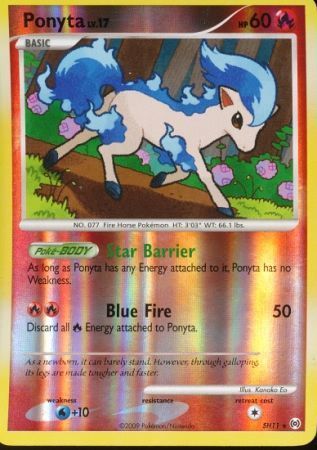 Ponyta LV.17 HP 60
BASIC
NO. 077 Fire Horse Pokémon HT: 3'03" WT: 66.1 lbs.
Poké-BODY Star Barrier
As long as Ponyta has any Energy attached to it, Ponyta has no
Weakness.
Blue Fire 50
Discard all Energy attached to Ponyta.
As a newborn, it can barely stand. However, through galloping,
its legs are made tougher and faster.
Illus. Kanako Eo
weakness resistance retreat cost
+10
©2009 Pokémon/Nintendo SH11